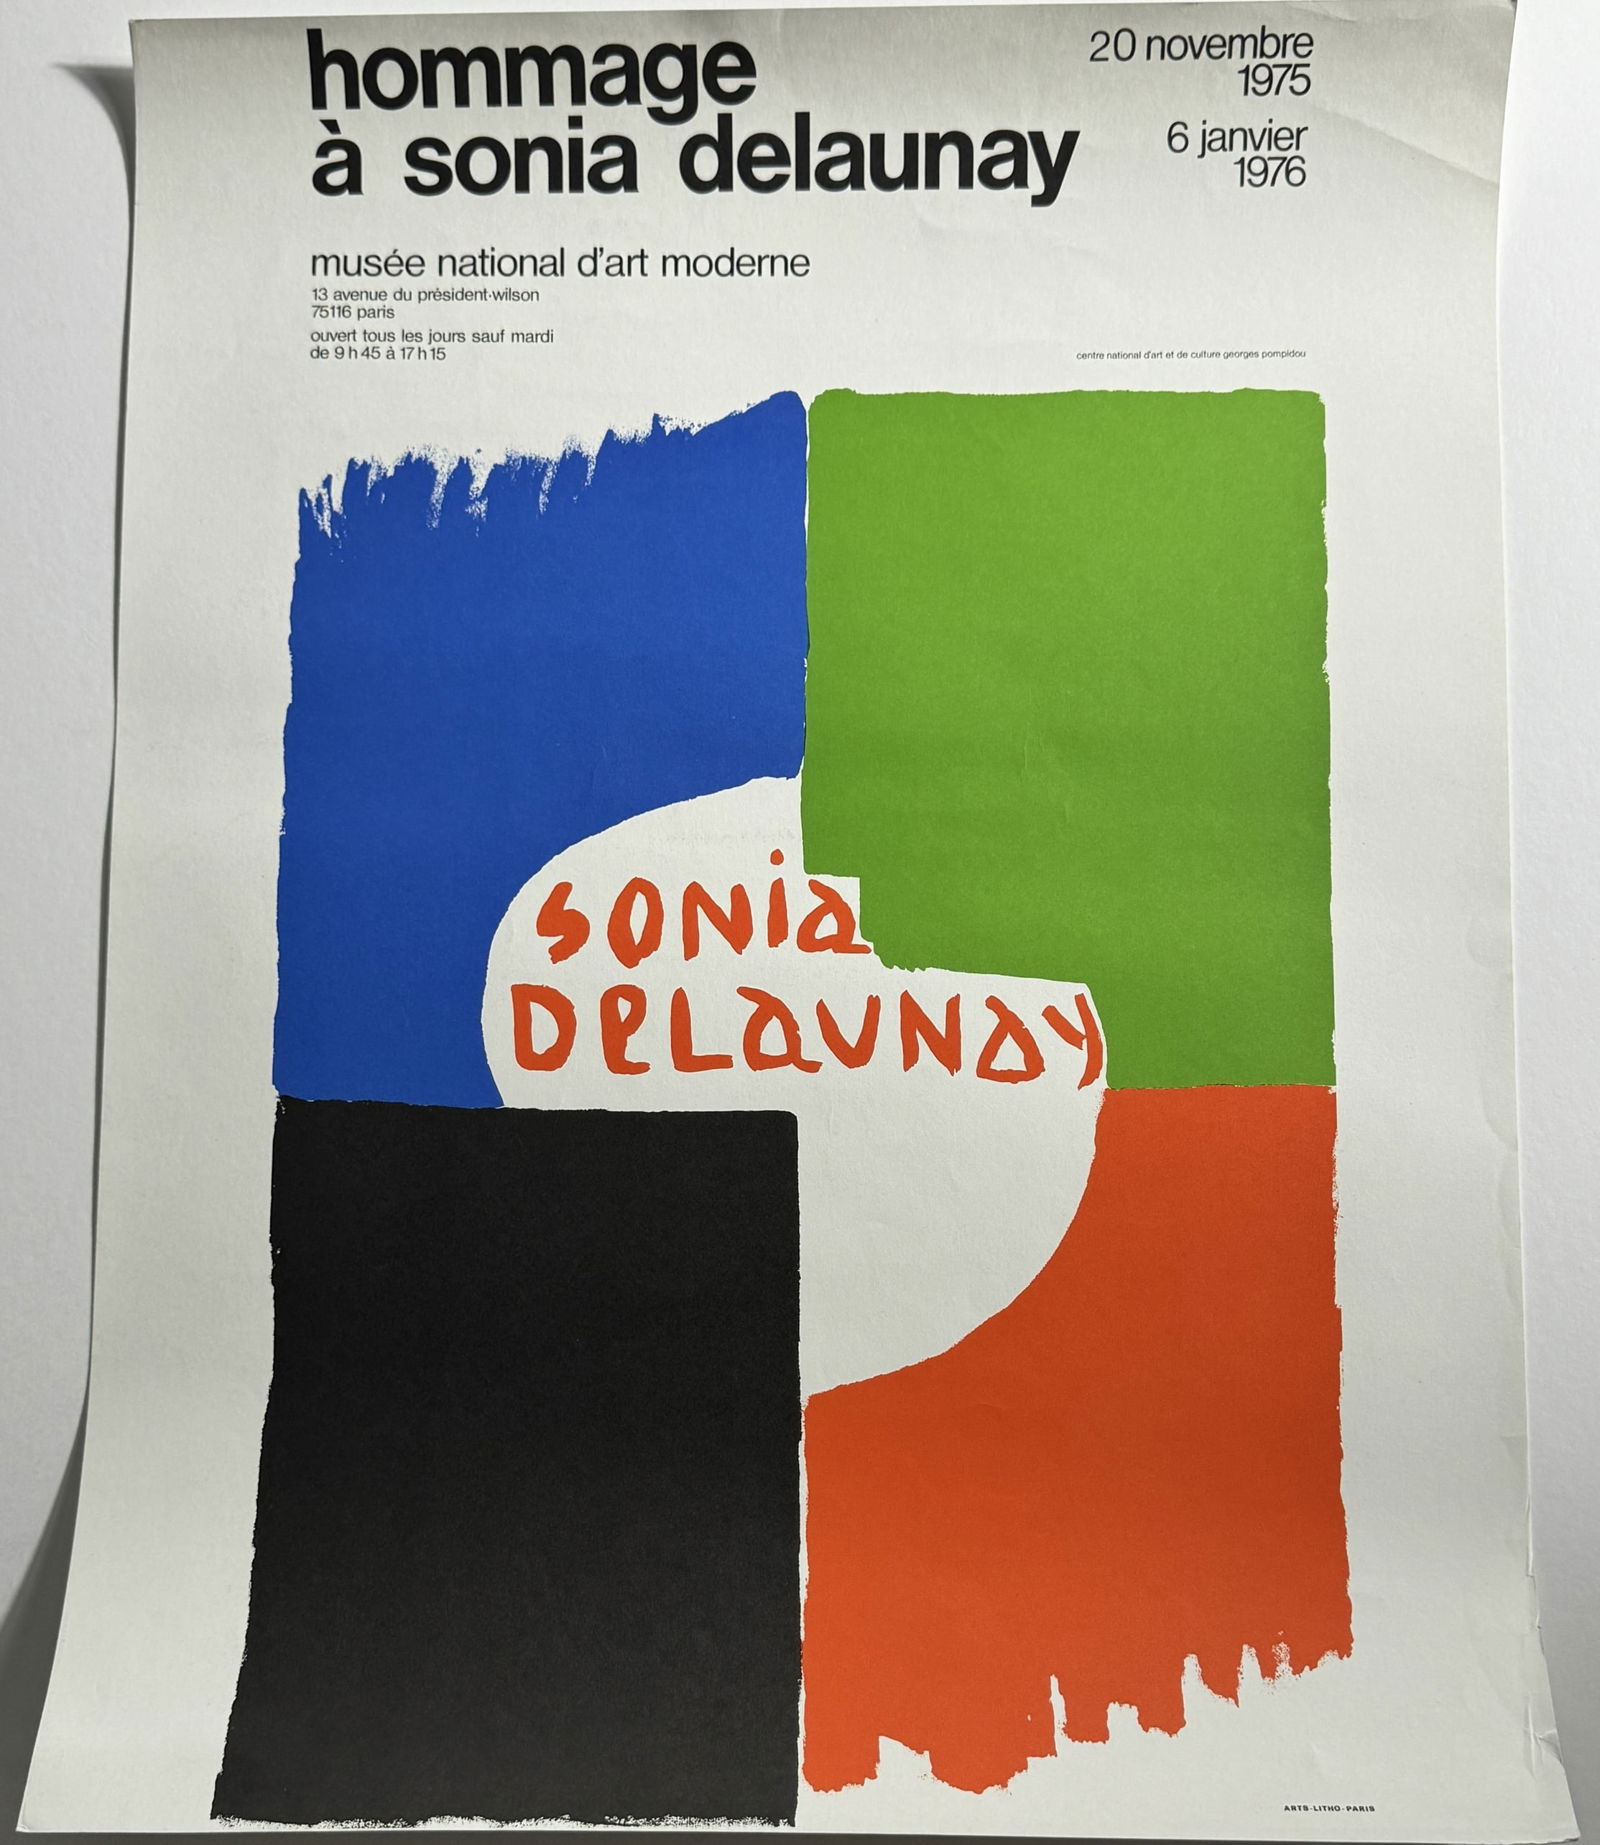 hommage
à sonia delaunay
20 novembre
1975
6 janvier
1976
musée national d'art moderne
13 avenue du président-wilson
75116 paris
ouvert tous les jours sauf mardi
de 9 h 45 à 17 h 15
centre national d'art et de culture georges pompidou
sonia
DeLaUNay
ARTS-LITHO-PARIS